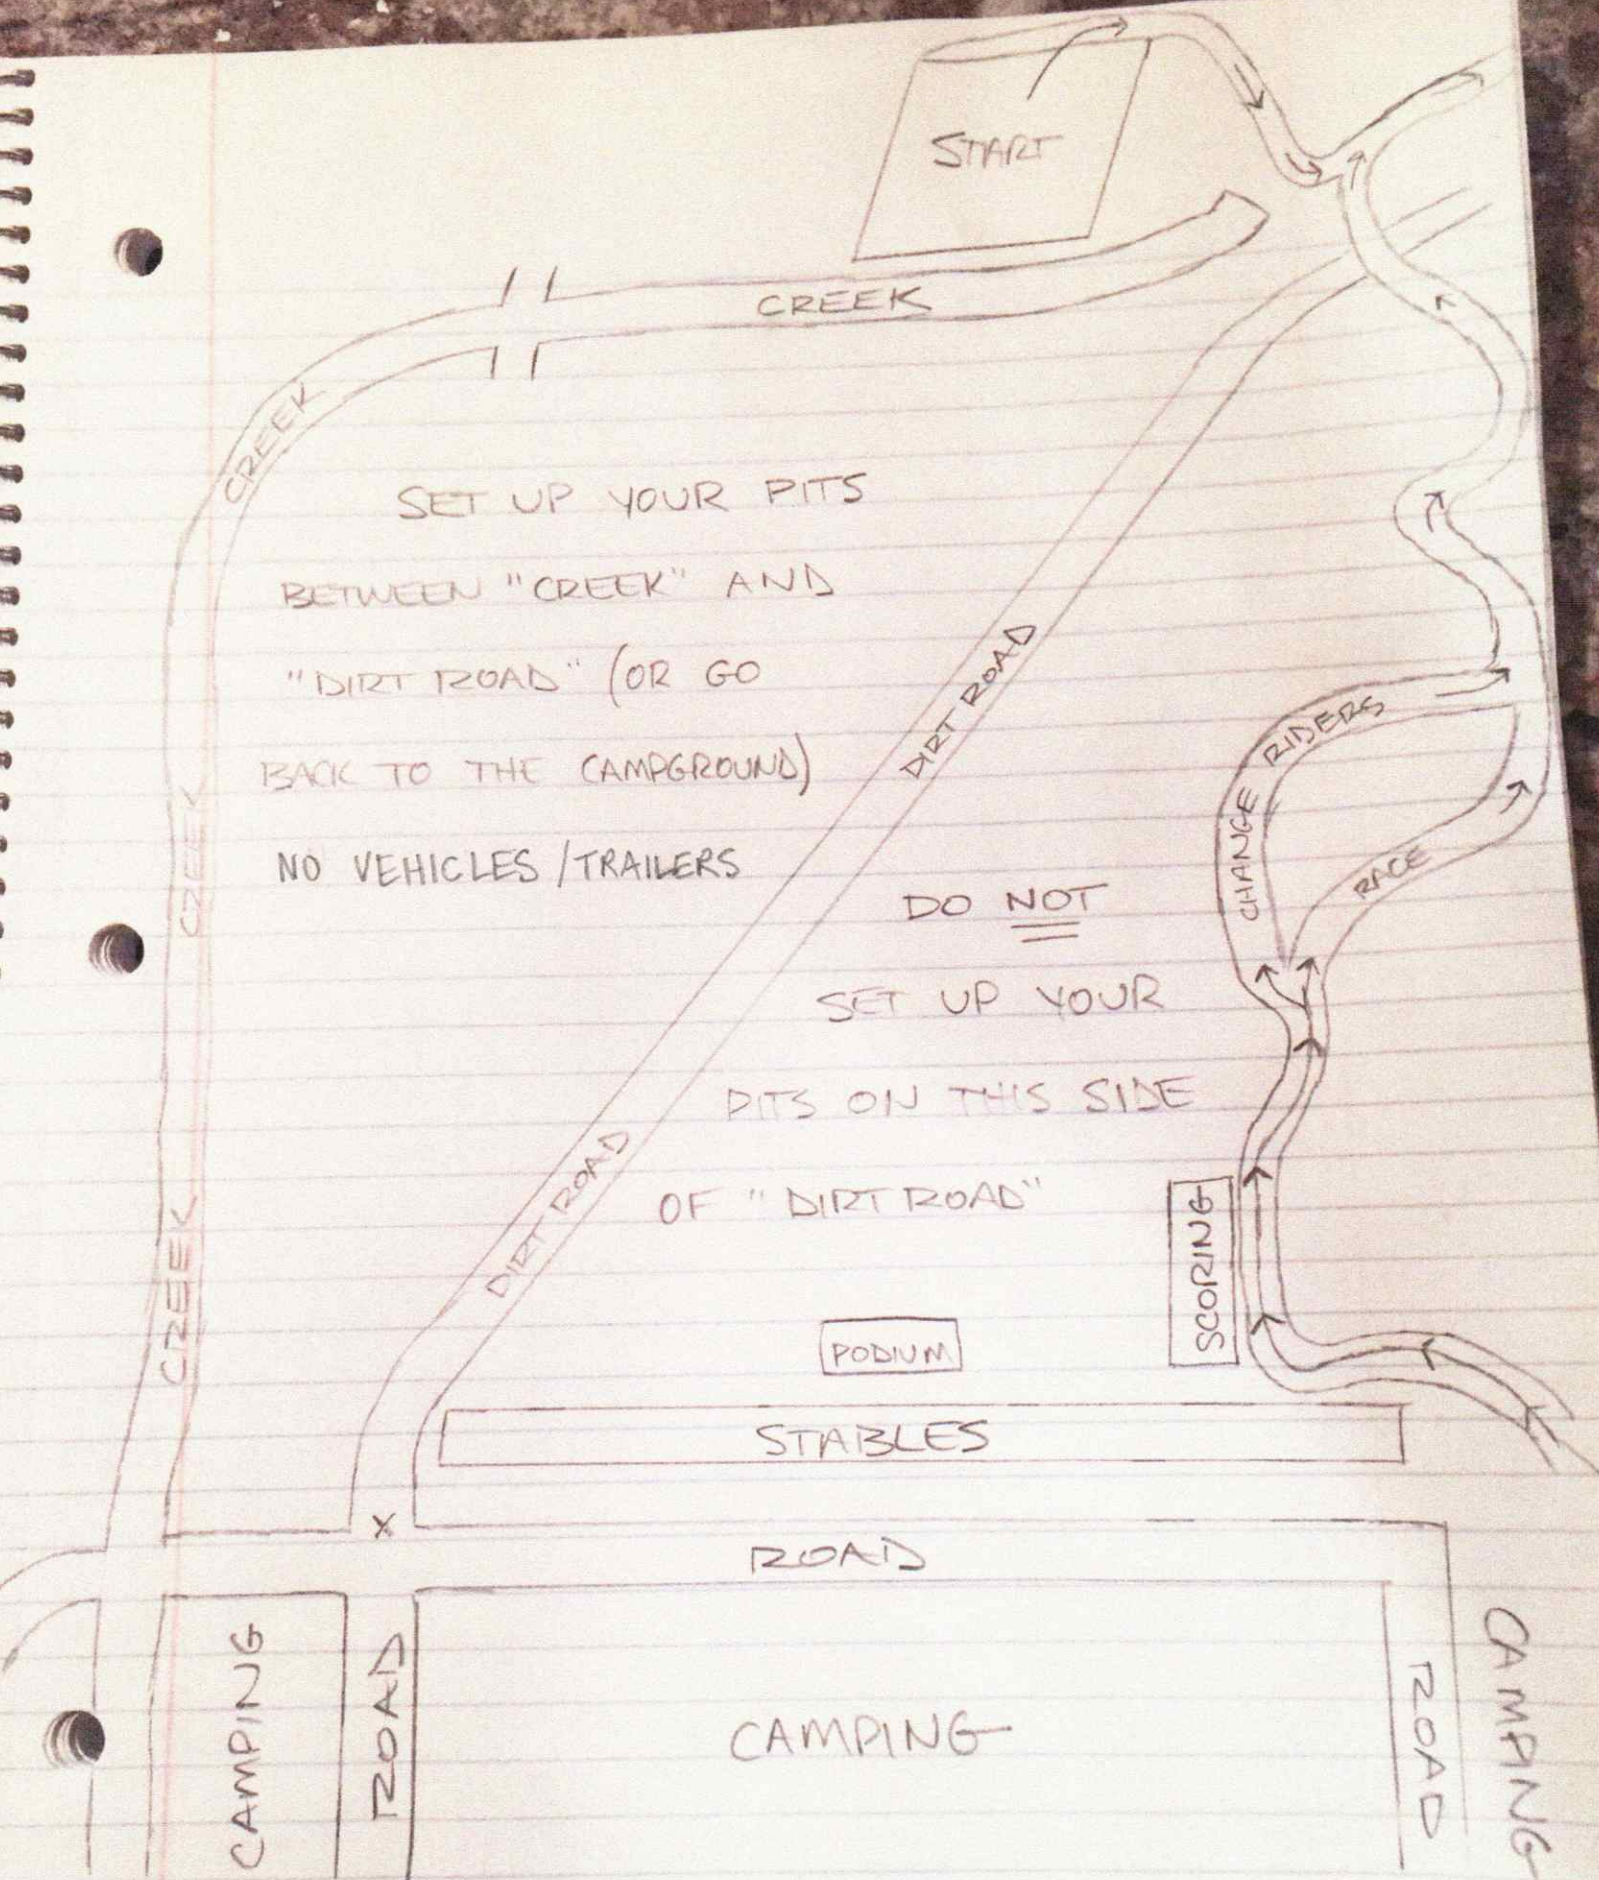 START
CREEK
CREEK
SET UP YOUR PITS
BETWEEN "CREEK" AND
"DIRT ROAD" (OR GO
BACK TO THE CAMPGROUND)
NO VEHICLES/TRAILERS
DIRT ROAD
CHANGE RIDERS
RACE
CREEK
DO NOT
SET UP YOUR
PITS ON THIS SIDE
OF "DIRT ROAD"
DIRT ROAD
CREEK
SCORING
PODIUM
STABLES
X
ROAD
CAMPING
ROAD
CAMPING
ROAD
CAMPING